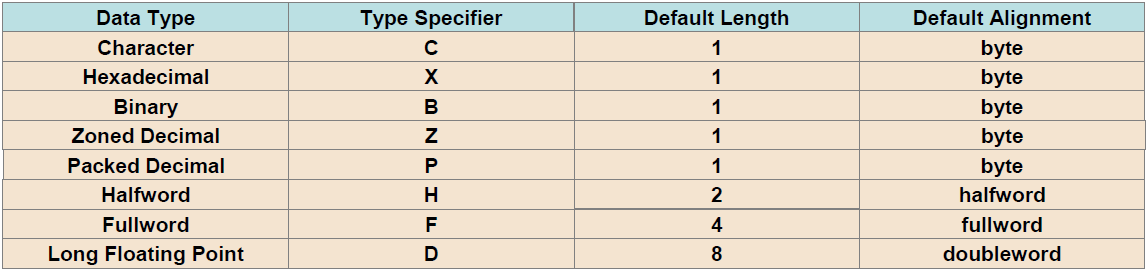 Data Type Type Specifier Default Length Default Alignment
Character C 1 byte
Hexadecimal X 1 byte
Binary B 1 byte
Zoned Decimal Z 1 byte
Packed Decimal P 1 byte
Halfword H 2 halfword
Fullword F 4 fullword
Long Floating Point D 8 doubleword